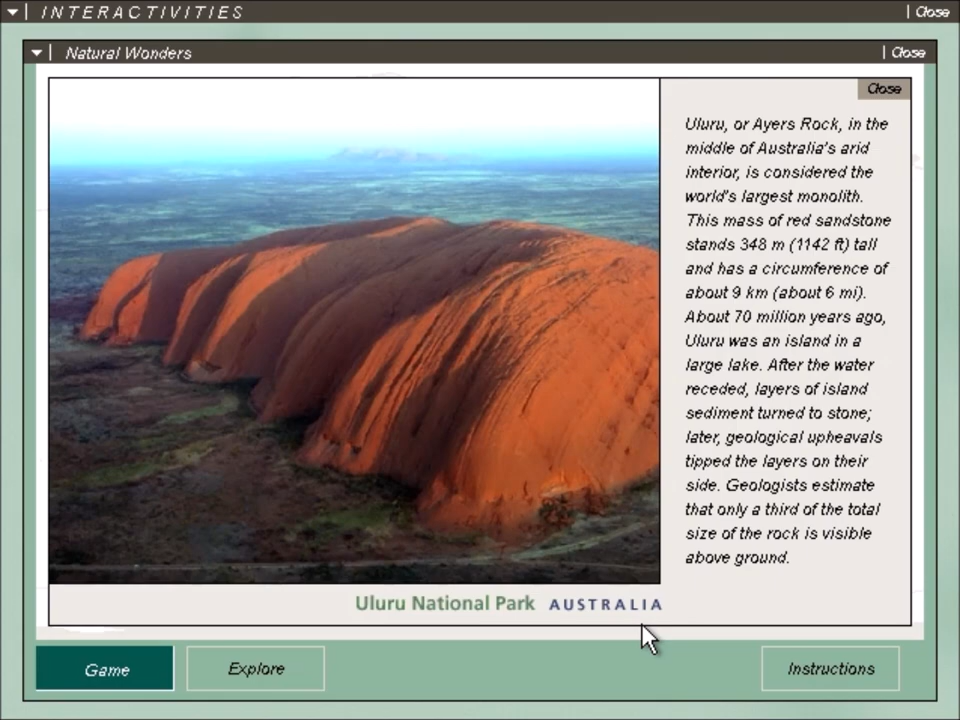 INTERACTIVITIES
Close
Natural Wonders
Close
Close
Uluru, or Ayers Rock, in the
middle of Australia's arid
interior, is considered the
world's largest monolith.
This mass of red sandstone
stands 348 m (1142 ft) tall
and has a circumference of
about 9 km (about 6 mi).
About 70 million years ago,
Uluru was an island in a
large lake. After the water
receded, layers of island
sediment turned to stone;
later, geological upheavals
tipped the layers on their
side. Geologists estimate
that only a third of the total
size of the rock is visible
above ground.
Uluru National Park AUSTRALIA
Game
Explore
Instructions